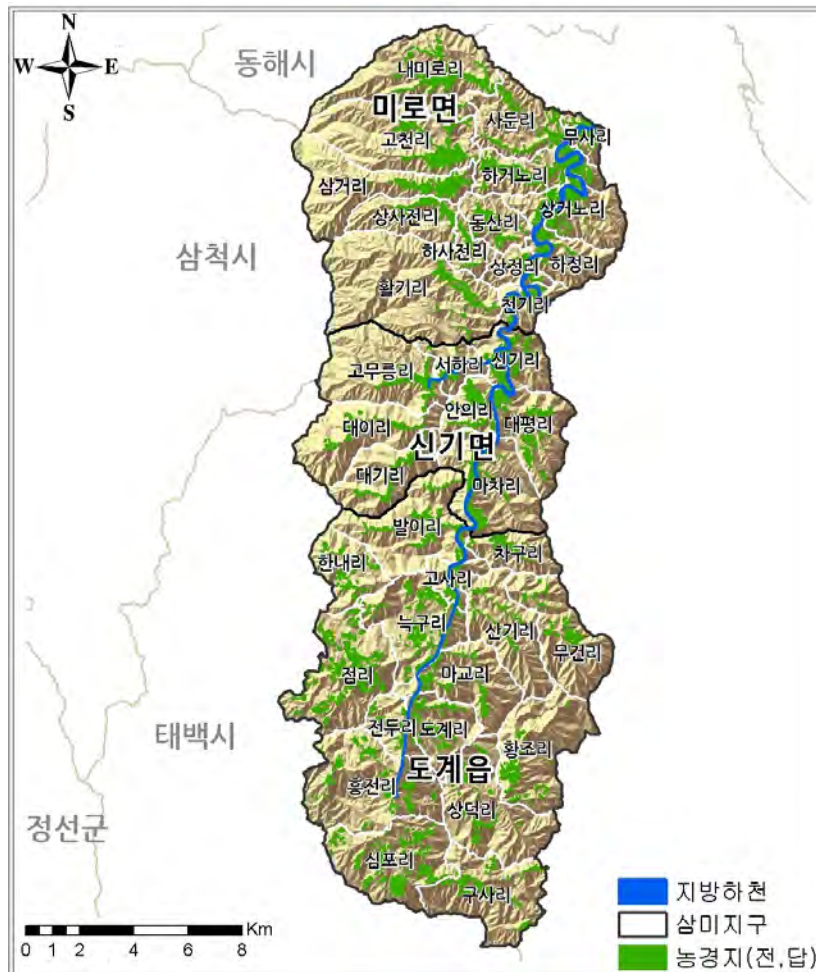 N
W E
S
동해시
내미로리
미로면
사둔리
무사리
고천리
하거노리
삼거리
상사전리
둥산리
상거노리
삼척시
하사전리
상정리
하정리
활기리
천기리
고무릉리
서하리
신기리
안의리
대이리
대평리
신기면
대기리
마차리
발이리
한내리
차구리
고사리
늑구리
산기리
무건리
점리
마교리
태백시
전두리
도계리
황조리
도계읍
흥전리
상덕리
정선군
심포리
구사리
지방하천
삼미지구
농경지(전,답)
Km
0 1 2 4 6 8